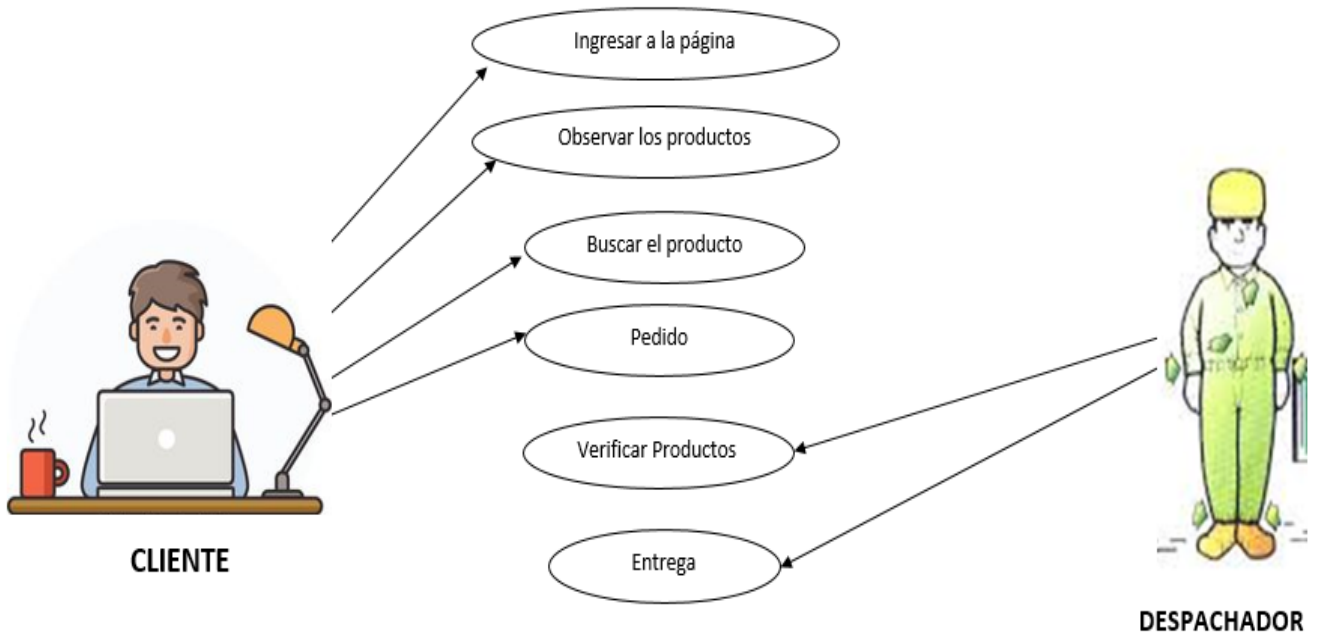 Ingresar a la página
Observar los productos
Buscar el producto
Pedido
Verificar Productos
Entrega
CLIENTE
DESPACHADOR